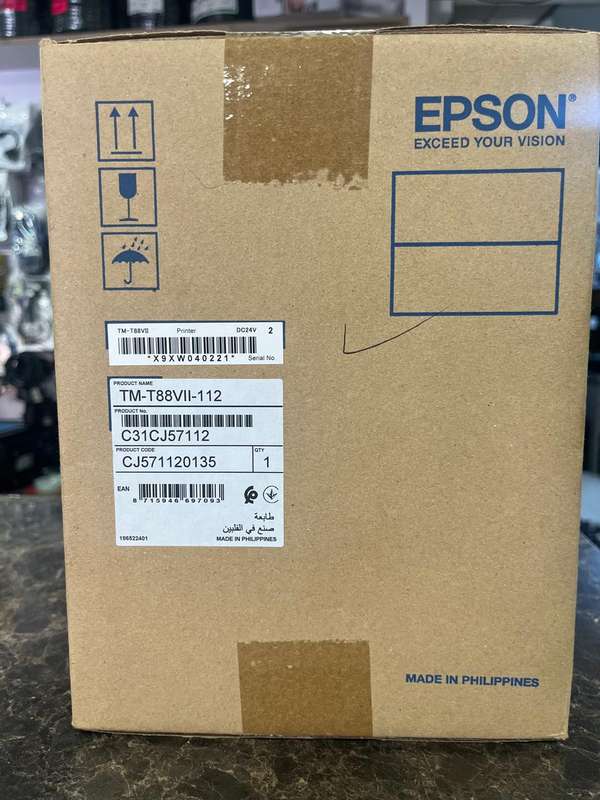 EPSON®
EXCEED YOUR VISION
TM-T88VII Printer DC24V 2
*X9XW040221* Serial No.
PRODUCT NAME
TM-T88VII-112
PRODUCT No.
C31CJ57112
PRODUCT CODE QTY
CJ571120135 1
EAN
8 715946 697093
طابعة
صنع في الفلبين
196522401 MADE IN PHILIPPINES
MADE IN PHILIPPINES